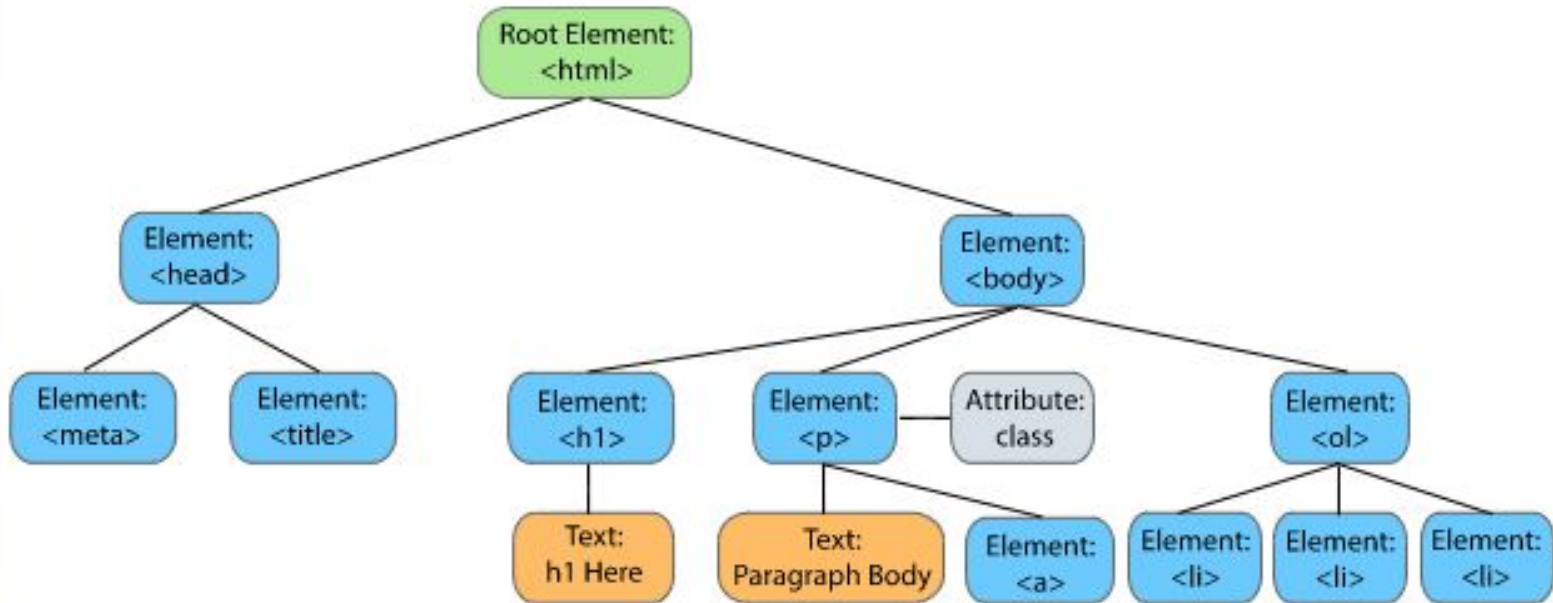 Root Element:
<html>
Element:
<head>
Element:
<body>
Element:
<meta>
Element:
<title>
Element:
<h1>
Element:
<p>
Attribute:
class
Element:
<ol>
Text:
h1 Here
Text:
Paragraph Body
Element:
<a>
Element:
<li>
Element:
<li>
Element:
<li>